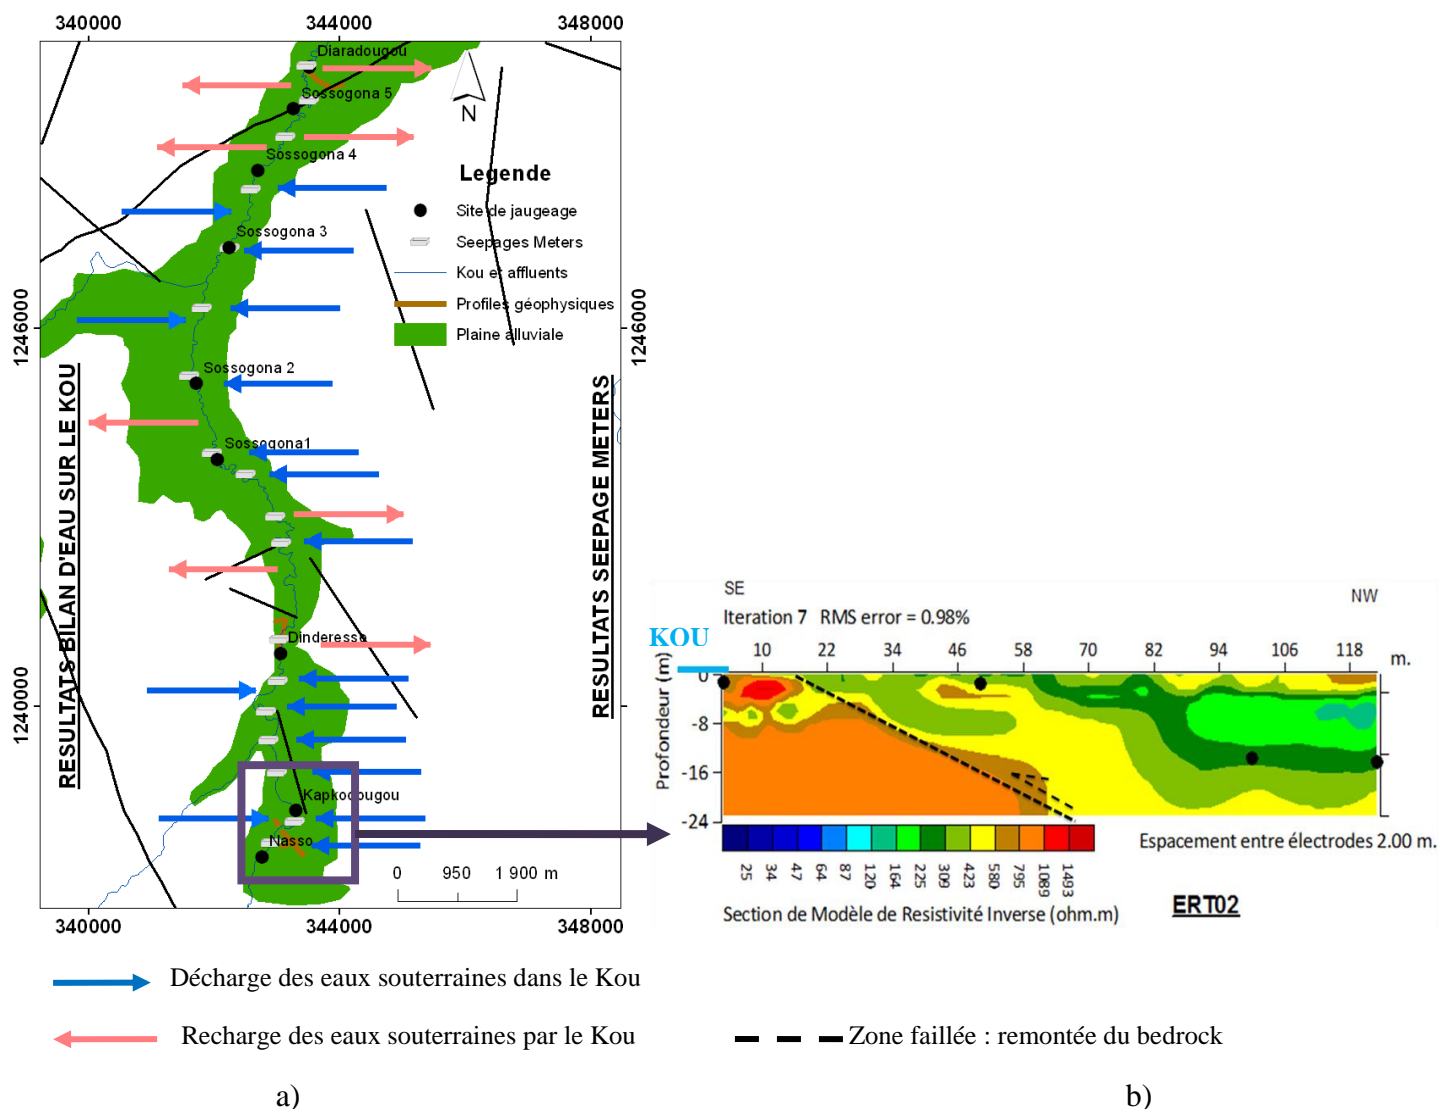 340000 344000 348000
Diaradougou
Sossogona 5
N
Sossogona 4
Legende
Site de jaugeage
Sossogona 3
Seepages Meters
Kou et affluents
Profiles géophysiques
Plaine alluviale
1246000
1246000
Sossogona 2
RESULTATS BILAN D'EAU SUR LE KOU
RESULTATS SEEPAGE METERS
Sossogona1
Dinderesso
1240000
1240000
Kapkodougou
Nasso
0 950 1 900 m
340000 344000 348000
SE
NW
Iteration 7 RMS error = 0.98%
KOU
10 22 34 46 58 70 82 94 106 118 m.
Profondeur (m)
0
-8
-16
-24
Espacement entre électrodes 2.00 m.
25 34 47 64 87 120 164 225 309 423 580 795 1089 1493
Section de Modèle de Resistivité Inverse (ohm.m)
ERT02
Décharge des eaux souterraines dans le Kou
Recharge des eaux souterraines par le Kou
Zone faillée : remontée du bedrock
a)
b)